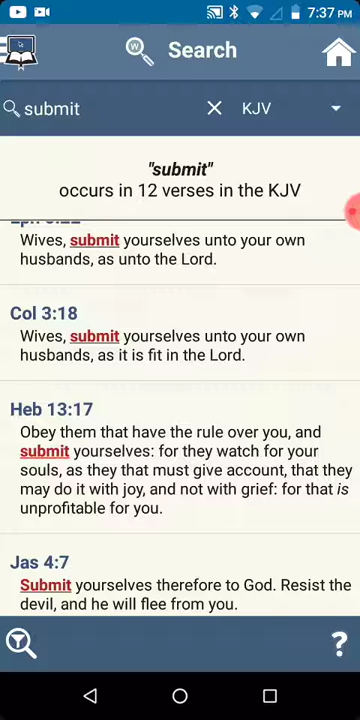 7:37 PM
W
Search
submit
KJV
"submit"
occurs in 12 verses in the KJV
Eph 5:22
Wives, submit yourselves unto your own
husbands, as unto the Lord.
Col 3:18
Wives, submit yourselves unto your own
husbands, as it is fit in the Lord.
Heb 13:17
Obey them that have the rule over you, and
submit yourselves: for they watch for your
souls, as they that must give account, that they
may do it with joy, and not with grief: for that is
unprofitable for you.
Jas 4:7
Submit yourselves therefore to God. Resist the
devil, and he will flee from you.
?